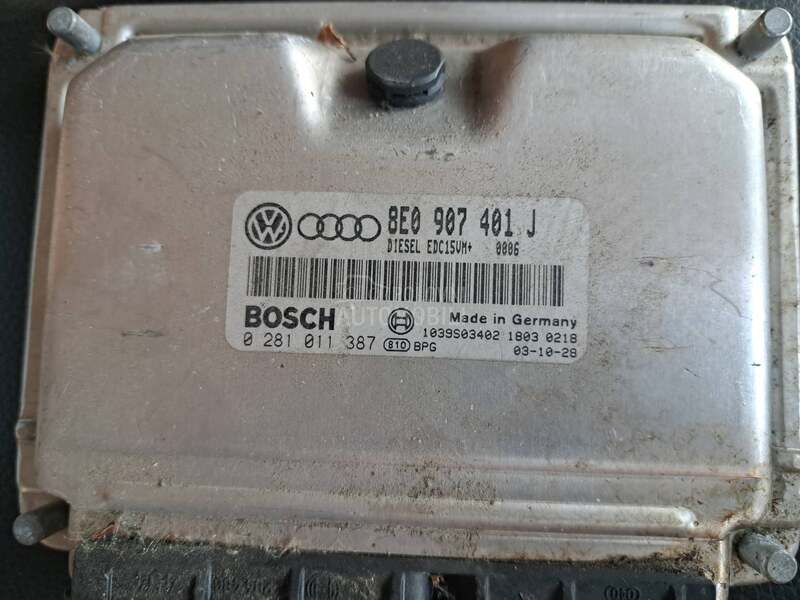 8E0 907 401 J
DIESEL EDC15VM+ 0006
BOSCH
Made in Germany
1039S03402 1803 0218
0 281 011 387 810 BPG
03-10-28